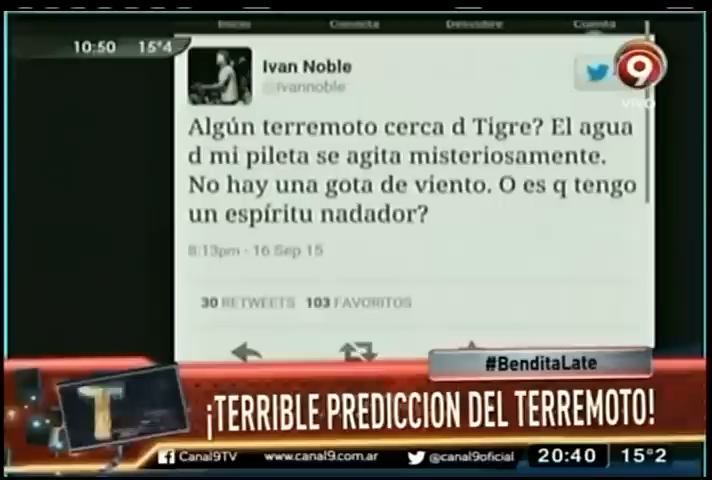 Inicio Conecta Descubre Cuenta
10:50 15°4
Ivan Noble
@ivannoble
9
VIVO
Algún terremoto cerca d Tigre? El agua
d mi pileta se agita misteriosamente.
No hay una gota de viento. O es q tengo
un espíritu nadador?
8:13pm · 16 Sep 15
30 RETWEETS 103 FAVORITOS
#BenditaLate
T
¡TERRIBLE PREDICCION DEL TERREMOTO!
Canal9TV www.canal9.com.ar @canal9oficial 20:40 15°2